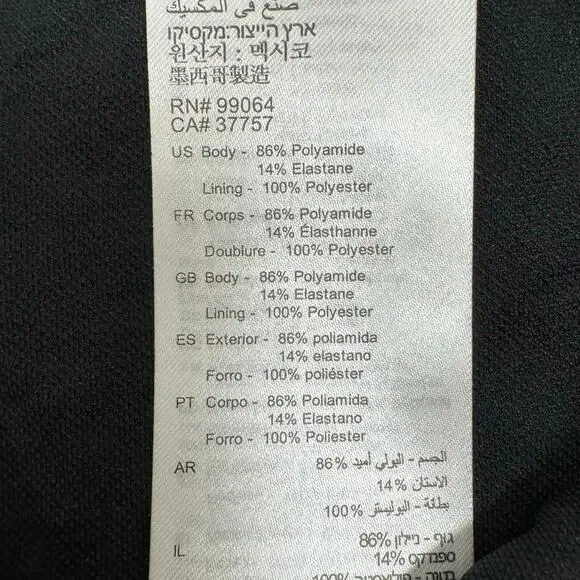 صنع في المكسيك
ארץ הייצור:מקסיקו
원산지 : 멕시코
墨西哥製造
RN# 99064
CA# 37757
US Body - 86% Polyamide
14% Elastane
Lining - 100% Polyester
FR Corps - 86% Polyamide
14% Élasthanne
Doublure - 100% Polyester
GB Body - 86% Polyamide
14% Elastane
Lining - 100% Polyester
ES Exterior - 86% poliamida
14% elastano
Forro - 100% poliéster
PT Corpo - 86% Poliamida
14% Elastano
Forro - 100% Poliester
AR الجسم - البولي أميد %86
الاستان %14
بطانة - البوليستر %100
IL גוף - ניילון %86
ספנדקס %14